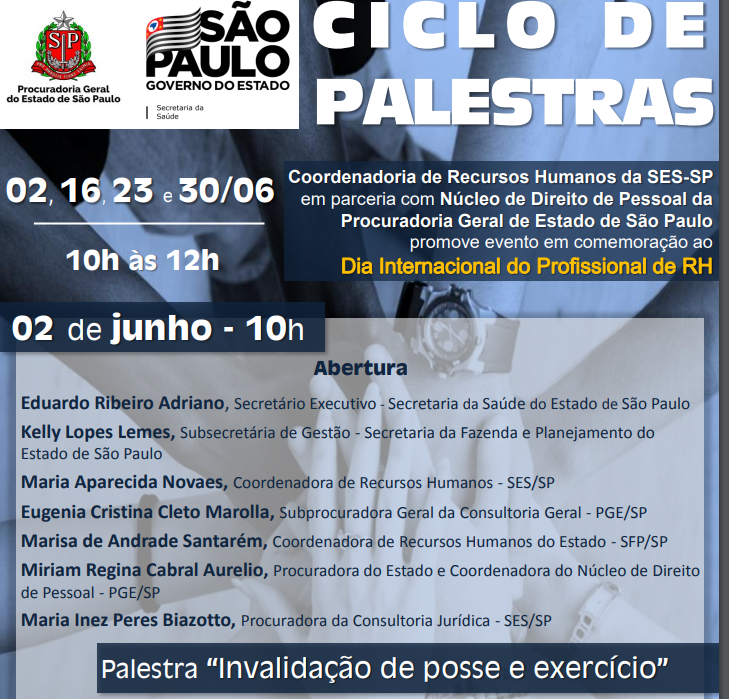 SP
Procuradoria Geral
do Estado de São Paulo
SÃO
PAULO
GOVERNO DO ESTADO
Secretaria da
Saúde
CICLO DE
PALESTRAS
02, 16, 23 e 30/06
10h às 12h
Coordenadoria de Recursos Humanos da SES-SP
em parceria com Núcleo de Direito de Pessoal da
Procuradoria Geral de Estado de São Paulo
promove evento em comemoração ao
Dia Internacional do Profissional de RH
02 de junho - 10h
Abertura
Eduardo Ribeiro Adriano, Secretário Executivo - Secretaria da Saúde do Estado de São Paulo
Kelly Lopes Lemes, Subsecretária de Gestão - Secretaria da Fazenda e Planejamento do
Estado de São Paulo
Maria Aparecida Novaes, Coordenadora de Recursos Humanos - SES/SP
Eugenia Cristina Cleto Marolla, Subprocuradora Geral da Consultoria Geral - PGE/SP
Marisa de Andrade Santarém, Coordenadora de Recursos Humanos do Estado - SFP/SP
Miriam Regina Cabral Aurelio, Procuradora do Estado e Coordenadora do Núcleo de Direito
de Pessoal - PGE/SP
Maria Inez Peres Biazotto, Procuradora da Consultoria Jurídica - SES/SP
Palestra “Invalidação de posse e exercício”